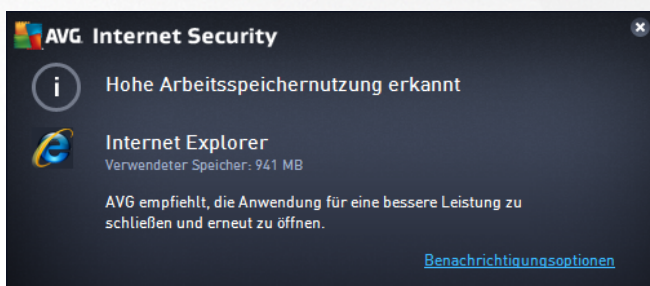 AVG. Internet Security
i
Hohe Arbeitsspeichernutzung erkannt
Internet Explorer
Verwendeter Speicher: 941 MB
AVG empfiehlt, die Anwendung für eine bessere Leistung zu
schließen und erneut zu öffnen.
Benachrichtigungsoptionen